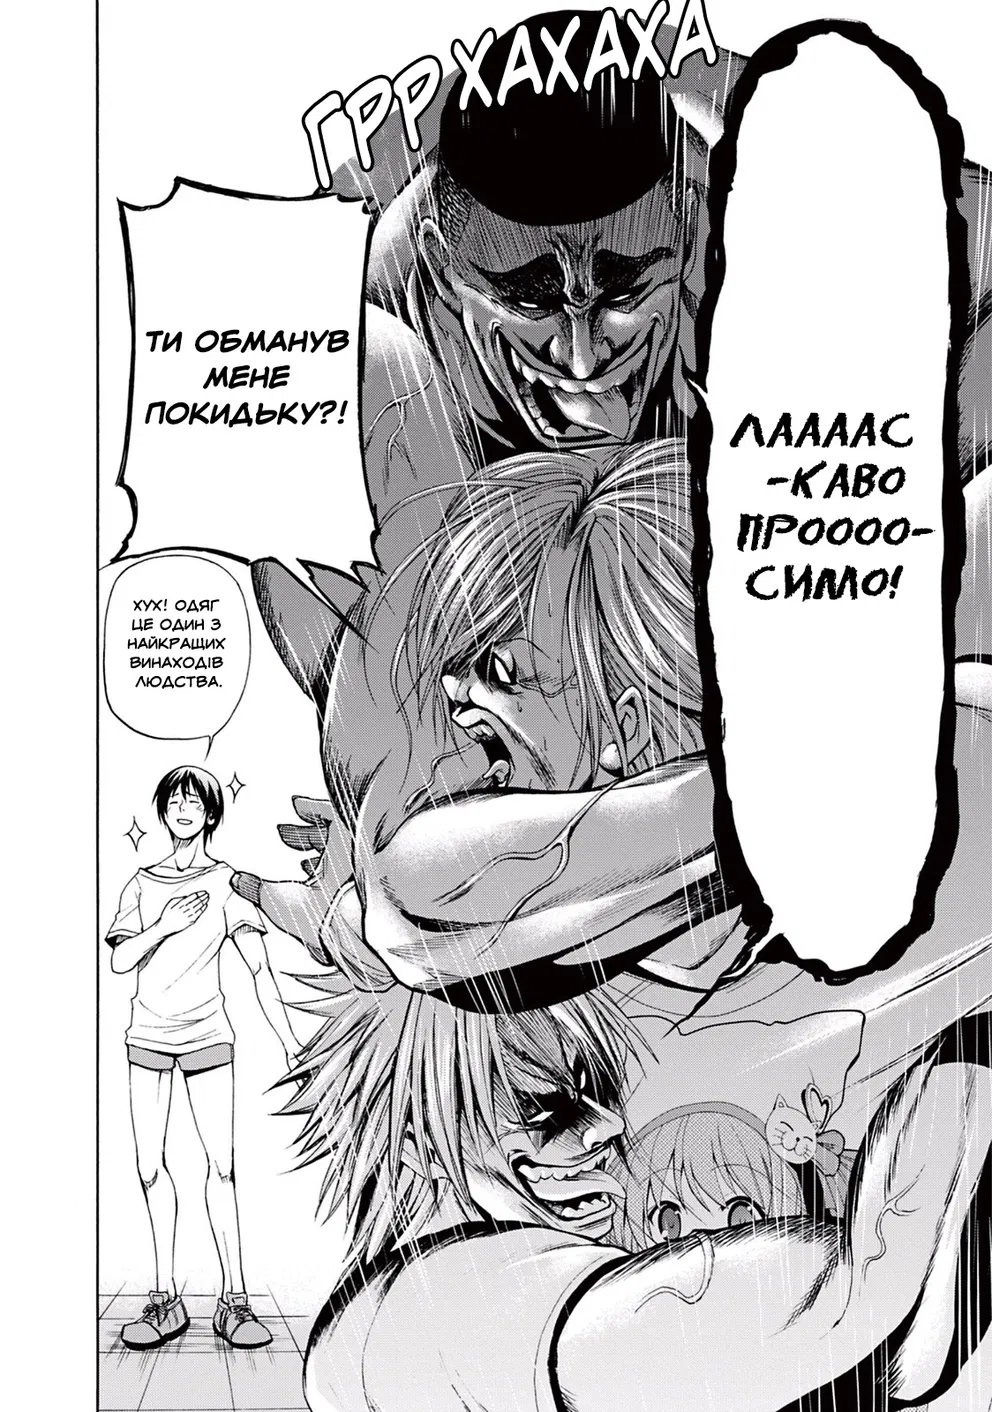 ГРР ХАХАХА
ЛААААС
-КАВО
ПРОООО-
СИМО!
ТИ ОБМАНУВ
МЕНЕ
ПОКИДЬКУ?!
ХУХ! ОДЯГ
ЦЕ ОДИН З
НАЙКРАЩИХ
ВИНАХОДІВ
ЛЮДСТВА.